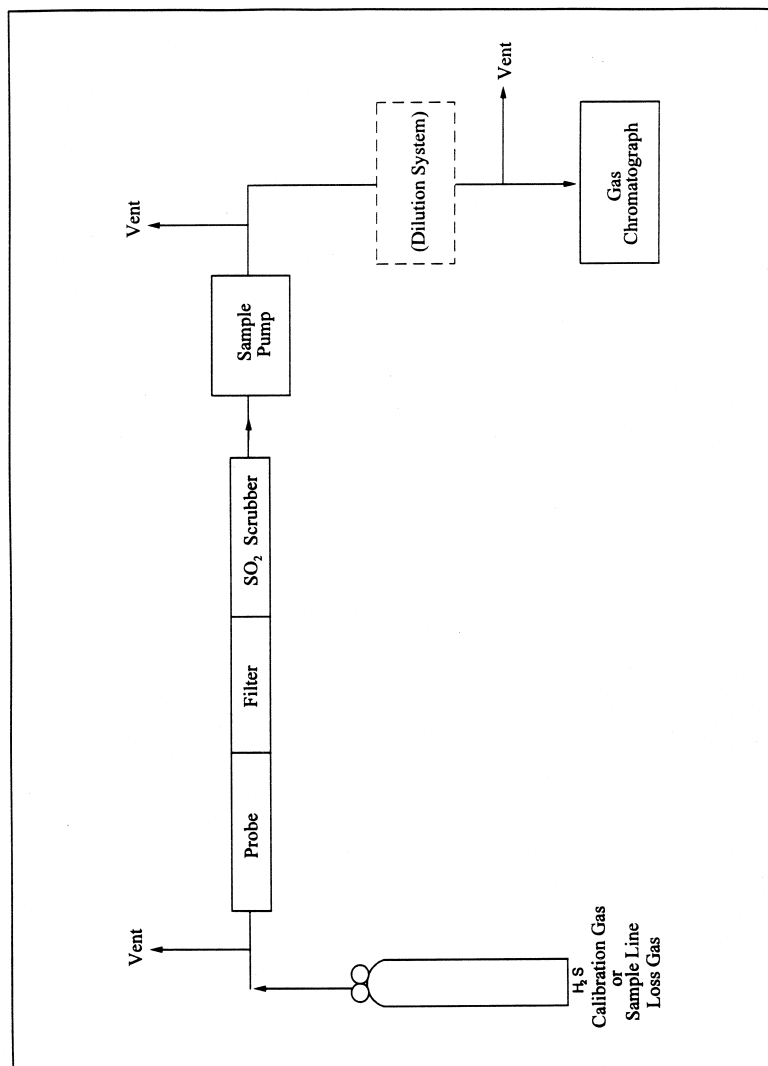 Vent
Probe
Filter
SO₂ Scrubber
Sample
Pump
Vent
(Dilution System)
Vent
Gas
Chromatograph
H₂S
Calibration Gas
or
Sample Line
Loss Gas